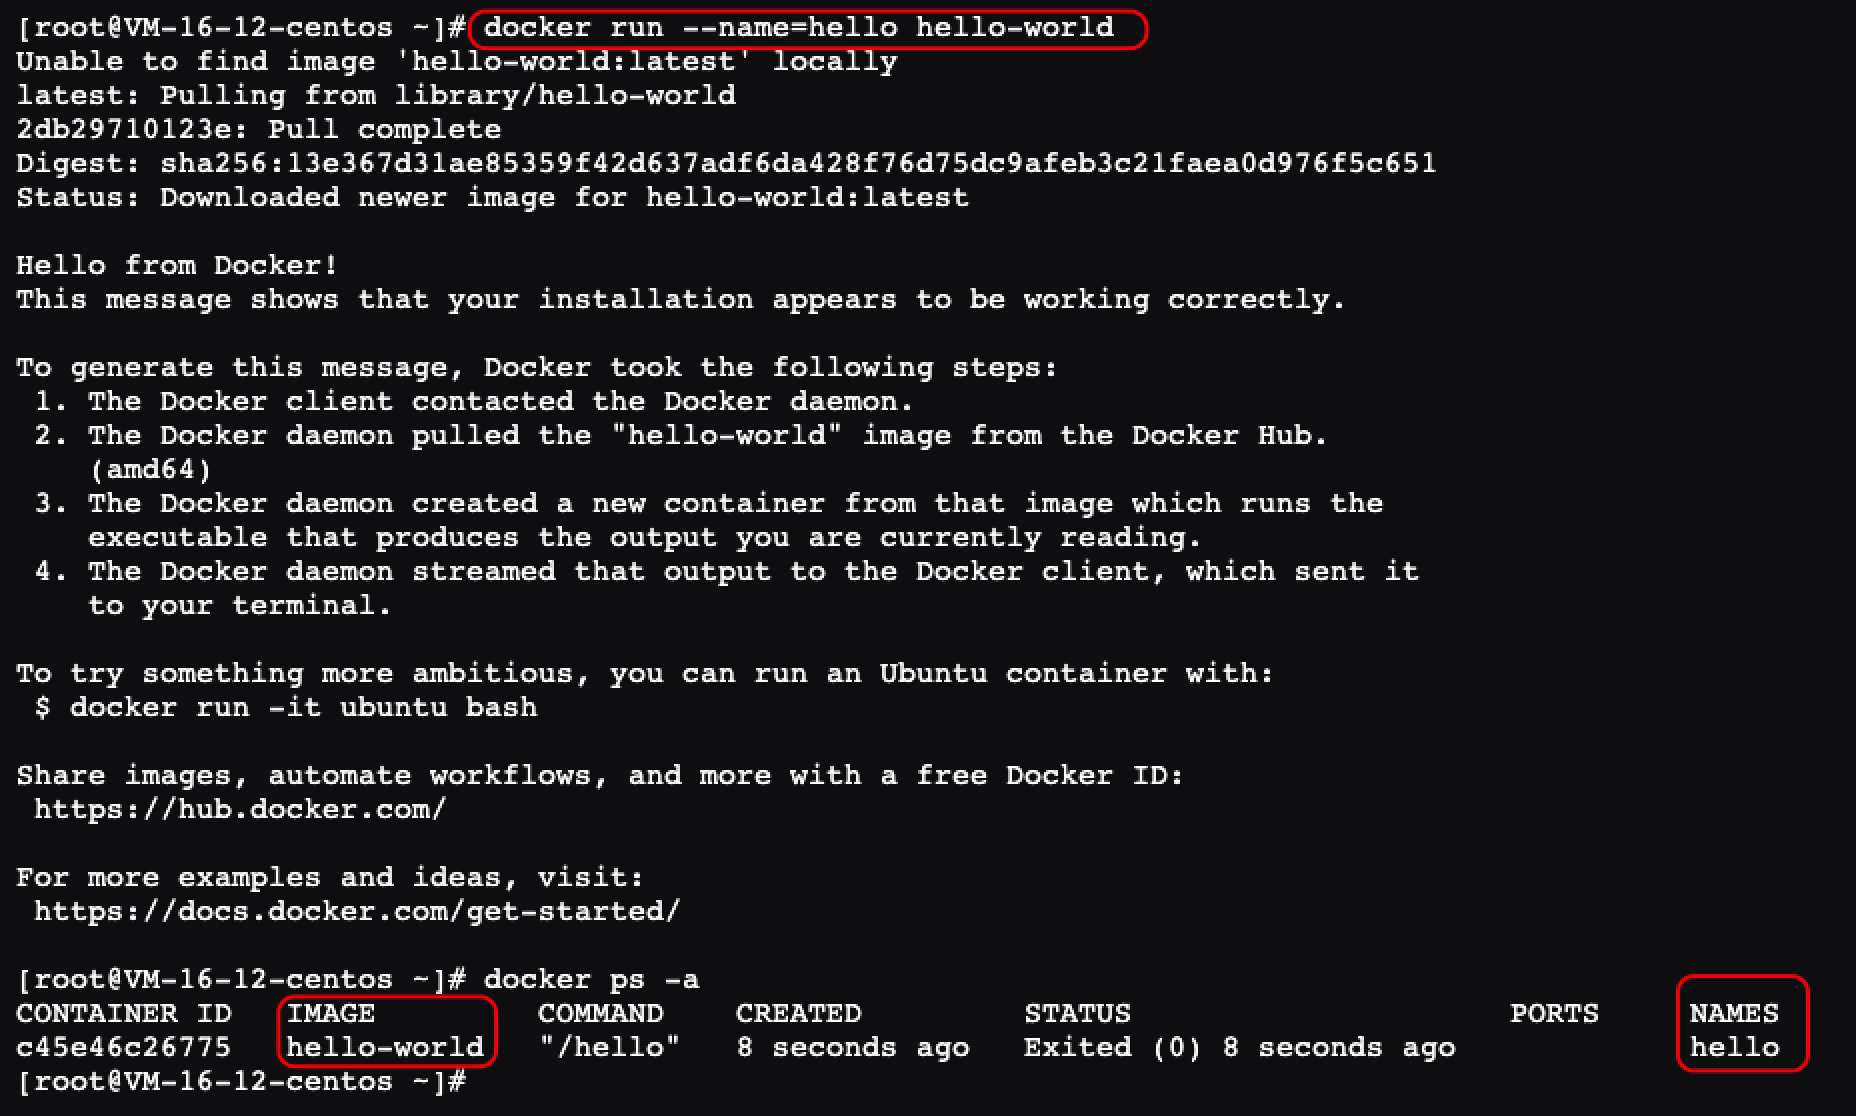 [root@VM-16-12-centos ~]# docker run --name=hello hello-world
Unable to find image 'hello-world:latest' locally
latest: Pulling from library/hello-world
2db29710123e: Pull complete
Digest: sha256:13e367d31ae85359f42d637adf6da428f76d75dc9afeb3c21faea0d976f5c651
Status: Downloaded newer image for hello-world:latest

Hello from Docker!
This message shows that your installation appears to be working correctly.

To generate this message, Docker took the following steps:
 1. The Docker client contacted the Docker daemon.
 2. The Docker daemon pulled the "hello-world" image from the Docker Hub.
    (amd64)
 3. The Docker daemon created a new container from that image which runs the
    executable that produces the output you are currently reading.
 4. The Docker daemon streamed that output to the Docker client, which sent it
    to your terminal.

To try something more ambitious, you can run an Ubuntu container with:
 $ docker run -it ubuntu bash

Share images, automate workflows, and more with a free Docker ID:
 https://hub.docker.com/

For more examples and ideas, visit:
 https://docs.docker.com/get-started/

[root@VM-16-12-centos ~]# docker ps -a
CONTAINER ID   IMAGE         COMMAND    CREATED         STATUS                     PORTS     NAMES
c45e46c26775   hello-world   "/hello"   8 seconds ago   Exited (0) 8 seconds ago             hello
[root@VM-16-12-centos ~]#